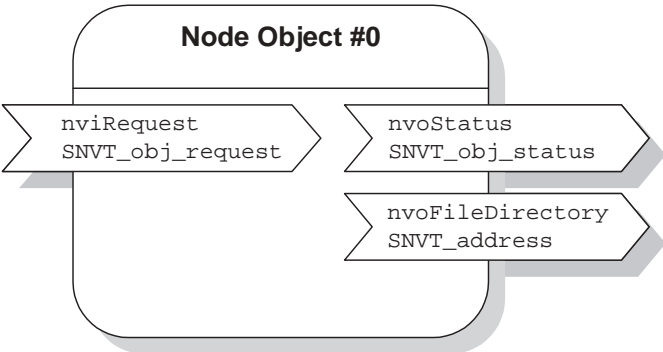 Node Object #0
nviRequest
SNVT_obj_request
nvoStatus
SNVT_obj_status
nvoFileDirectory
SNVT_address